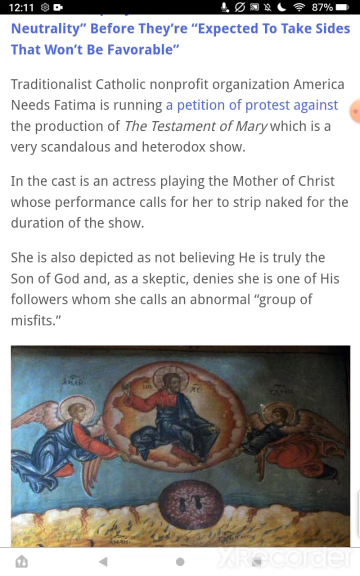 12:11
87%
Neutrality” Before They’re “Expected To Take Sides
That Won’t Be Favorable”
Traditionalist Catholic nonprofit organization America
Needs Fatima is running a petition of protest against
the production of The Testament of Mary which is a
very scandalous and heterodox show.
In the cast is an actress playing the Mother of Christ
whose performance calls for her to strip naked for the
duration of the show.
She is also depicted as not believing He is truly the
Son of God and, as a skeptic, denies she is one of His
followers whom she calls an abnormal “group of
misfits.”
XRecorder